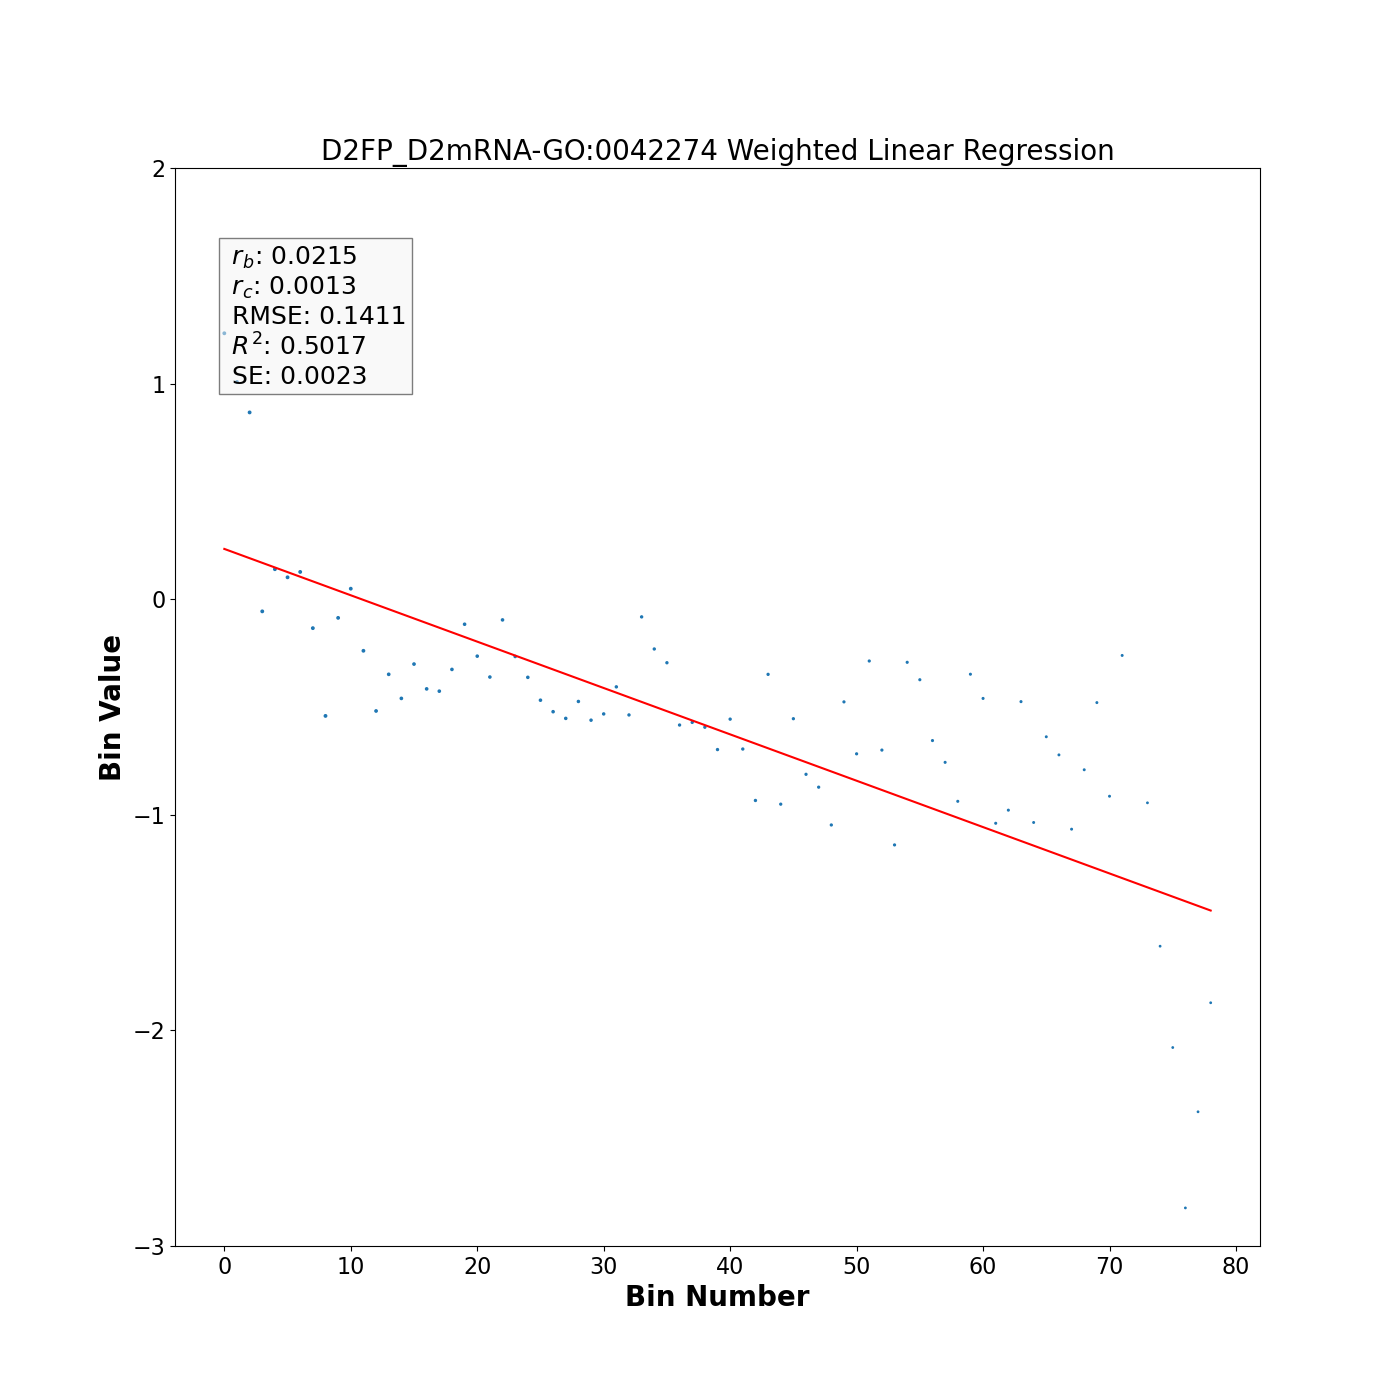 D2FP_D2mRNA-GO:0042274 Weighted Linear Regression
2
1
0
−1
−2
−3
r_b: 0.0215
r_c: 0.0013
RMSE: 0.1411
R²: 0.5017
SE: 0.0023
Bin Value
0 10 20 30 40 50 60 70 80
Bin Number